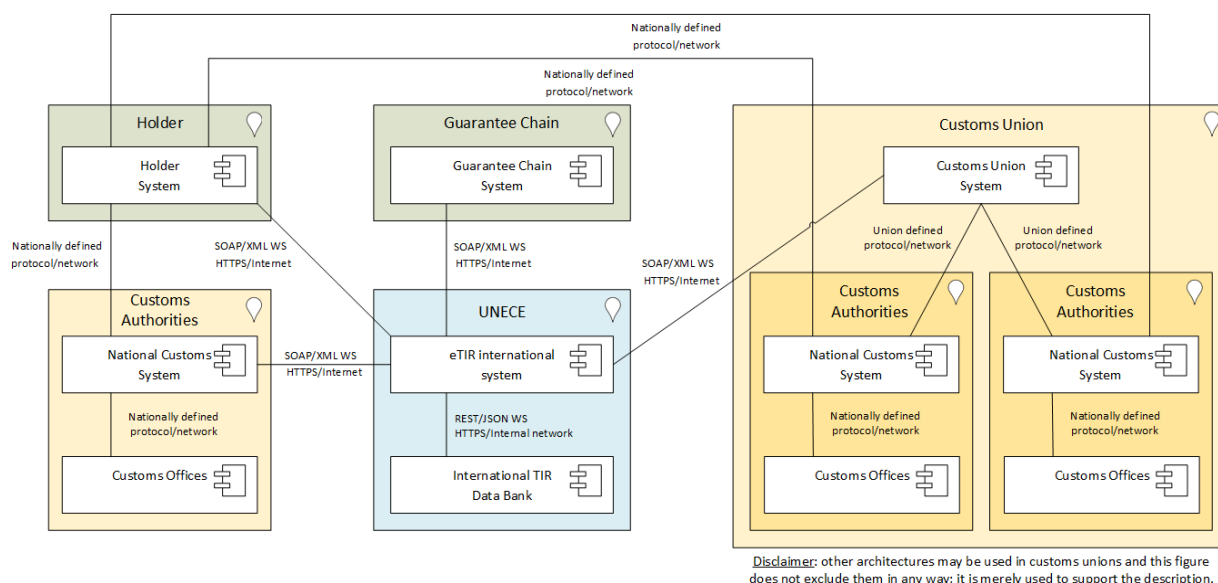 Nationally defined
protocol/network
Nationally defined
protocol/network
Holder
Guarantee Chain
Customs Union
Holder
System
Guarantee Chain
System
Customs Union
System
Nationally defined
protocol/network
SOAP/XML WS
HTTPS/Internet
SOAP/XML WS
HTTPS/Internet
SOAP/XML WS
HTTPS/Internet
Union defined
protocol/network
Union defined
protocol/network
Customs
Authorities
UNECE
Customs
Authorities
Customs
Authorities
National Customs
System
SOAP/XML WS
HTTPS/Internet
eTIR international
system
National Customs
System
National Customs
System
Nationally defined
protocol/network
REST/JSON WS
HTTPS/Internal network
Nationally defined
protocol/network
Nationally defined
protocol/network
Customs Offices
International TIR
Data Bank
Customs Offices
Customs Offices
Disclaimer: other architectures may be used in customs unions and this figure
does not exclude them in any way: it is merely used to support the description.